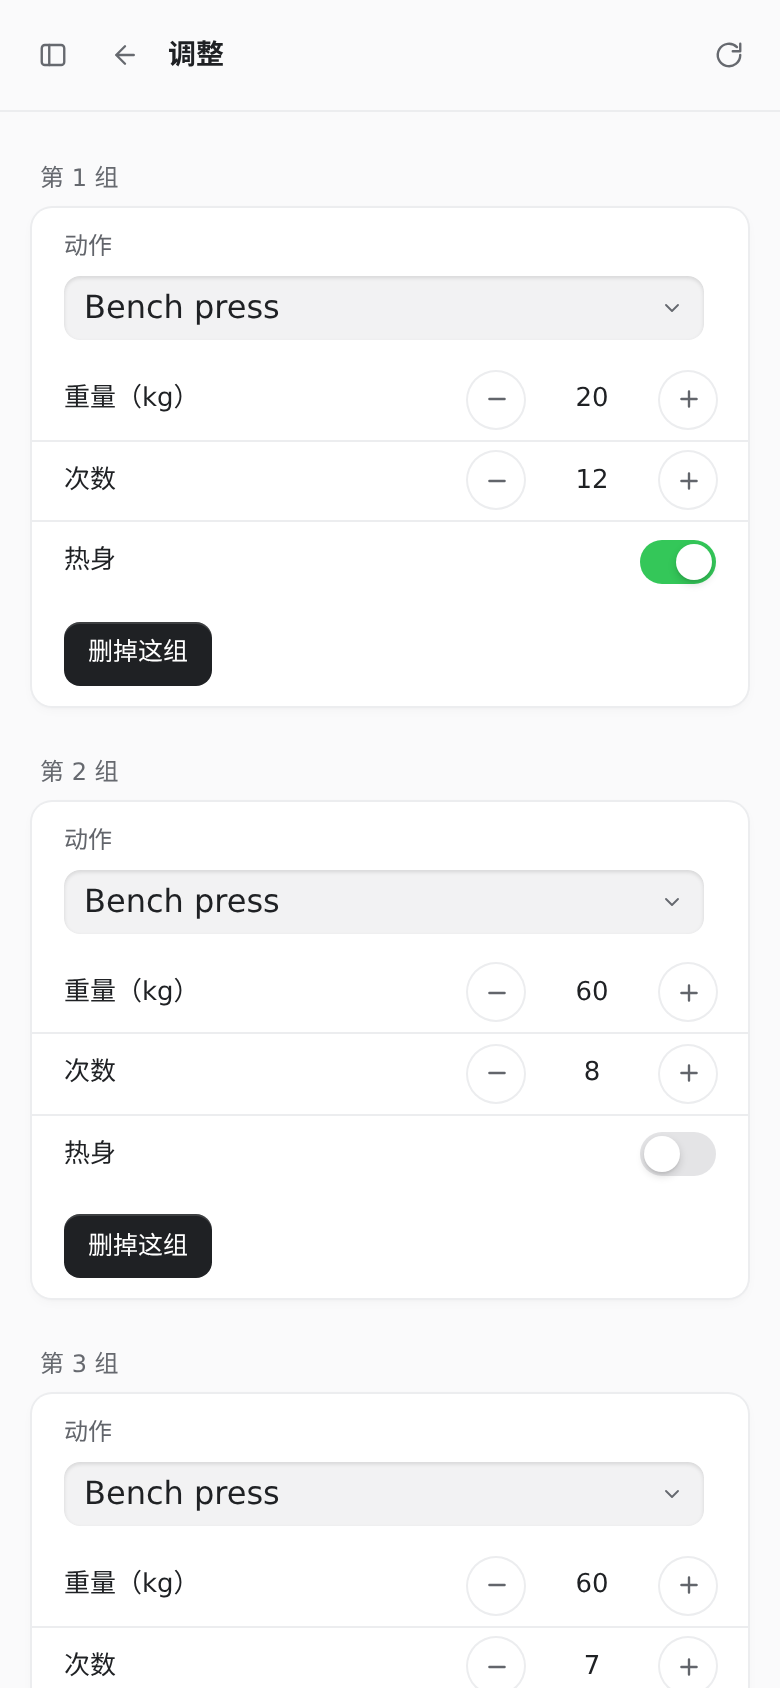 调整
第 1 组
动作
Bench press
重量（kg） 20
次数 12
热身
删掉这组
第 2 组
动作
Bench press
重量（kg） 60
次数 8
热身
删掉这组
第 3 组
动作
Bench press
重量（kg） 60
次数 7